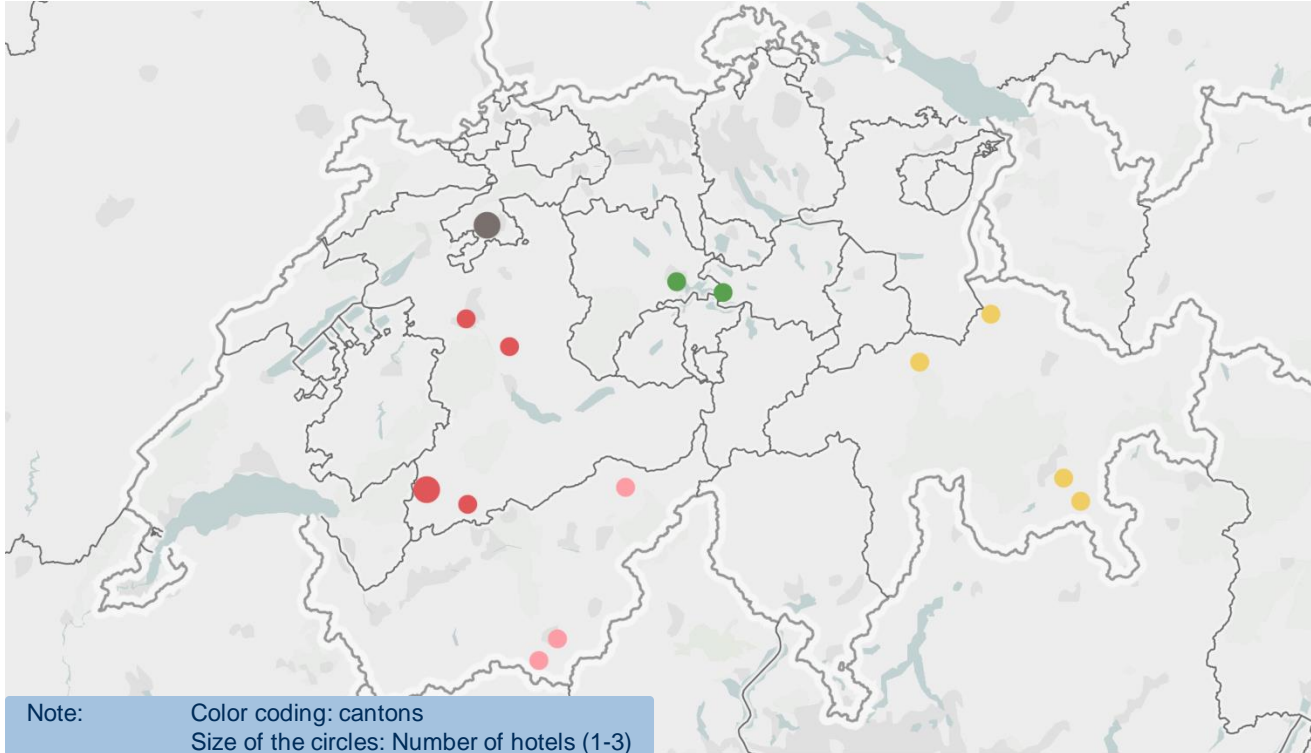 Note: Color coding: cantons
Size of the circles: Number of hotels (1-3)